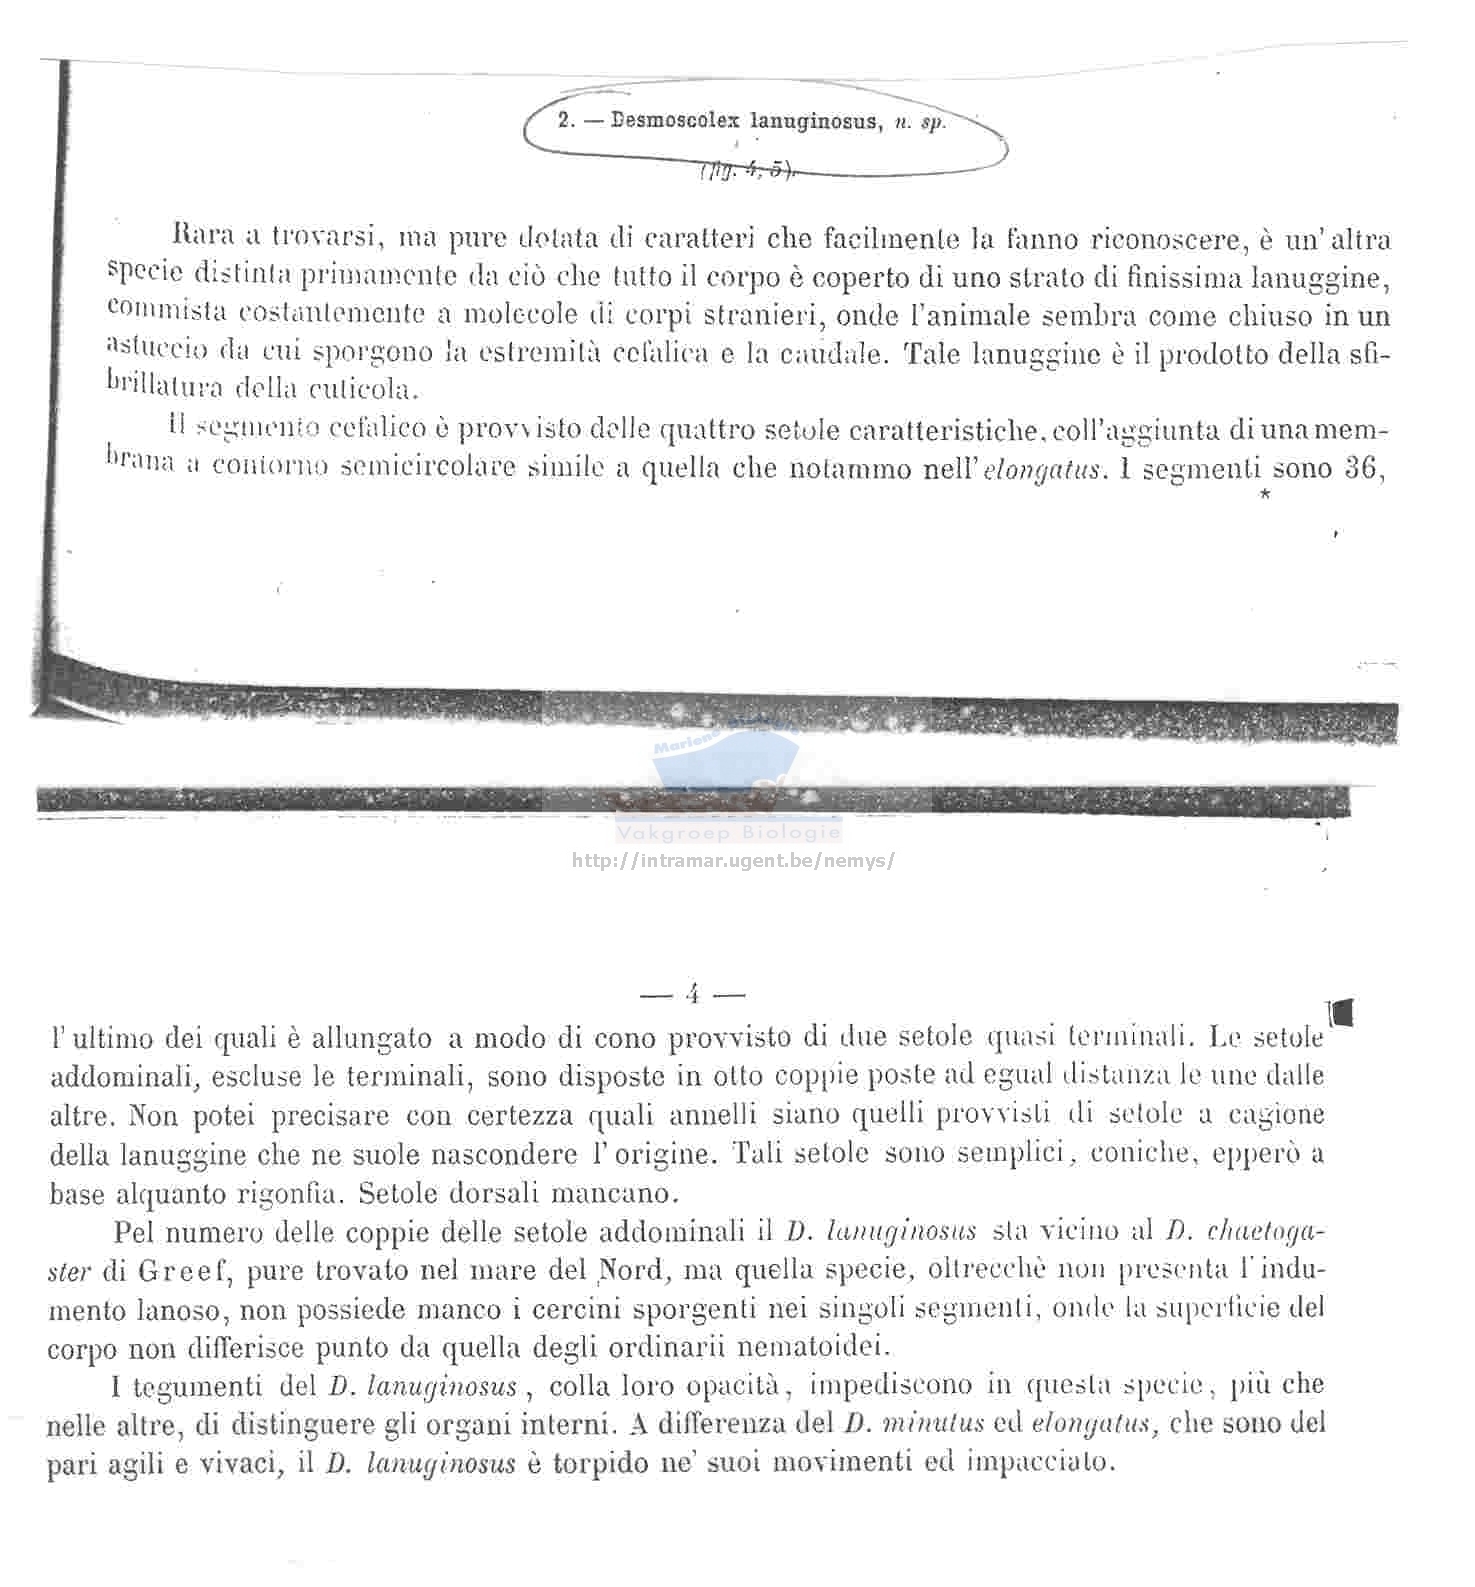 2. — Desmoscolex lanuginosus, n. sp.
(fig. 4, 5).
Rara a trovarsi, ma pure dotata di caratteri che facilmente la fanno riconoscere, è un' altra
specie distinta primamente da ciò che tutto il corpo è coperto di uno strato di finissima lanuggine,
commista costantemente a molecole di corpi stranieri, onde l'animale sembra come chiuso in un
astuccio da cui sporgono la estremità cefalica e la caudale. Tale lanuggine è il prodotto della sfi-
brillatura della cuticola.
Il segmento cefalico è provvisto delle quattro setole caratteristiche, coll'aggiunta di una mem-
brana a contorno semicircolare simile a quella che notammo nell' elongatus. I segmenti sono 36,
*
Mariene Biologie
Vakgroep Biologie
http://intramar.ugent.be/nemys/
— 4 —
l' ultimo dei quali è allungato a modo di cono provvisto di due setole quasi terminali. Le setole
addominali, escluse le terminali, sono disposte in otto coppie poste ad egual distanza le une dalle
altre. Non potei precisare con certezza quali annelli siano quelli provvisti di setole a cagione
della lanuggine che ne suole nascondere l' origine. Tali setole sono semplici, coniche, epperò a
base alquanto rigonfia. Setole dorsali mancano.
Pel numero delle coppie delle setole addominali il D. lanuginosus sta vicino al D. chaetoga-
ster di Greef, pure trovato nel mare del Nord, ma quella specie, oltrecchè non presenta l' indu-
mento lanoso, non possiede manco i cercini sporgenti nei singoli segmenti, onde la superficie del
corpo non differisce punto da quella degli ordinarii nematoidei.
I tegumenti del D. lanuginosus, colla loro opacità, impediscono in questa specie, più che
nelle altre, di distinguere gli organi interni. A differenza del D. minutus ed elongatus, che sono del
pari agili e vivaci, il D. lanuginosus è torpido ne' suoi movimenti ed impacciato.